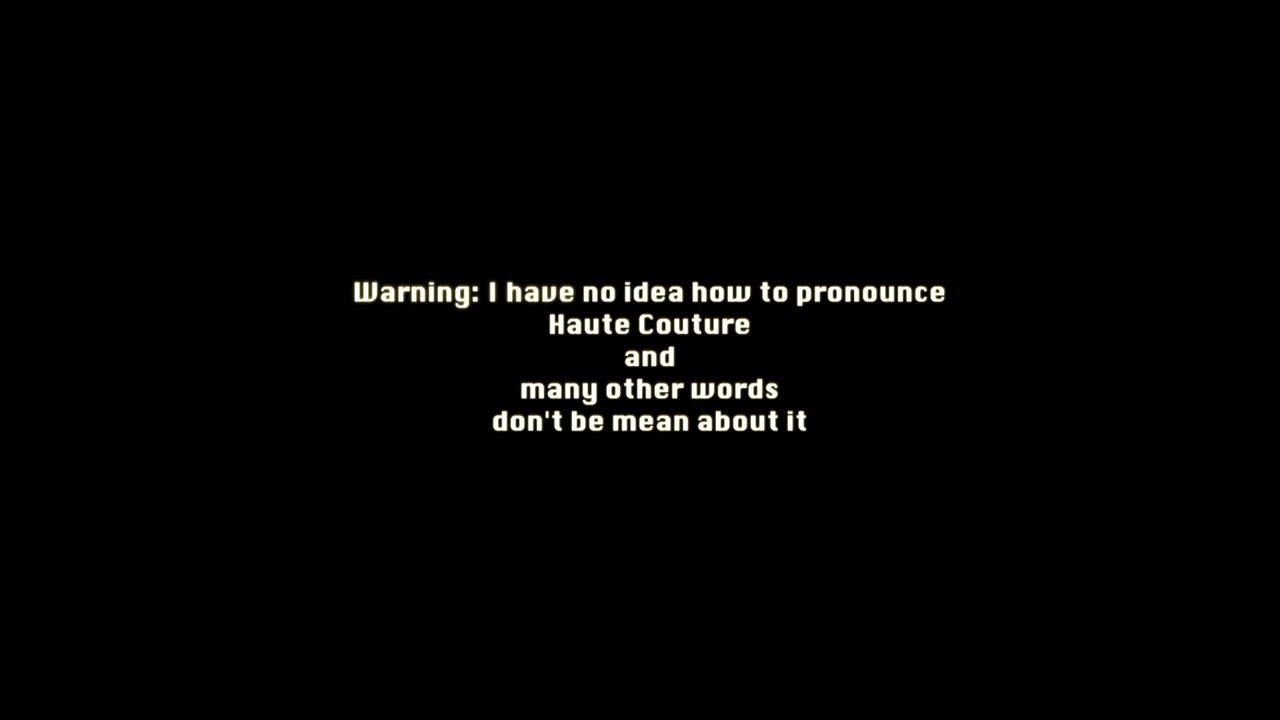 Warning: I have no idea how to pronounce
Haute Couture
and
many other words
don't be mean about it